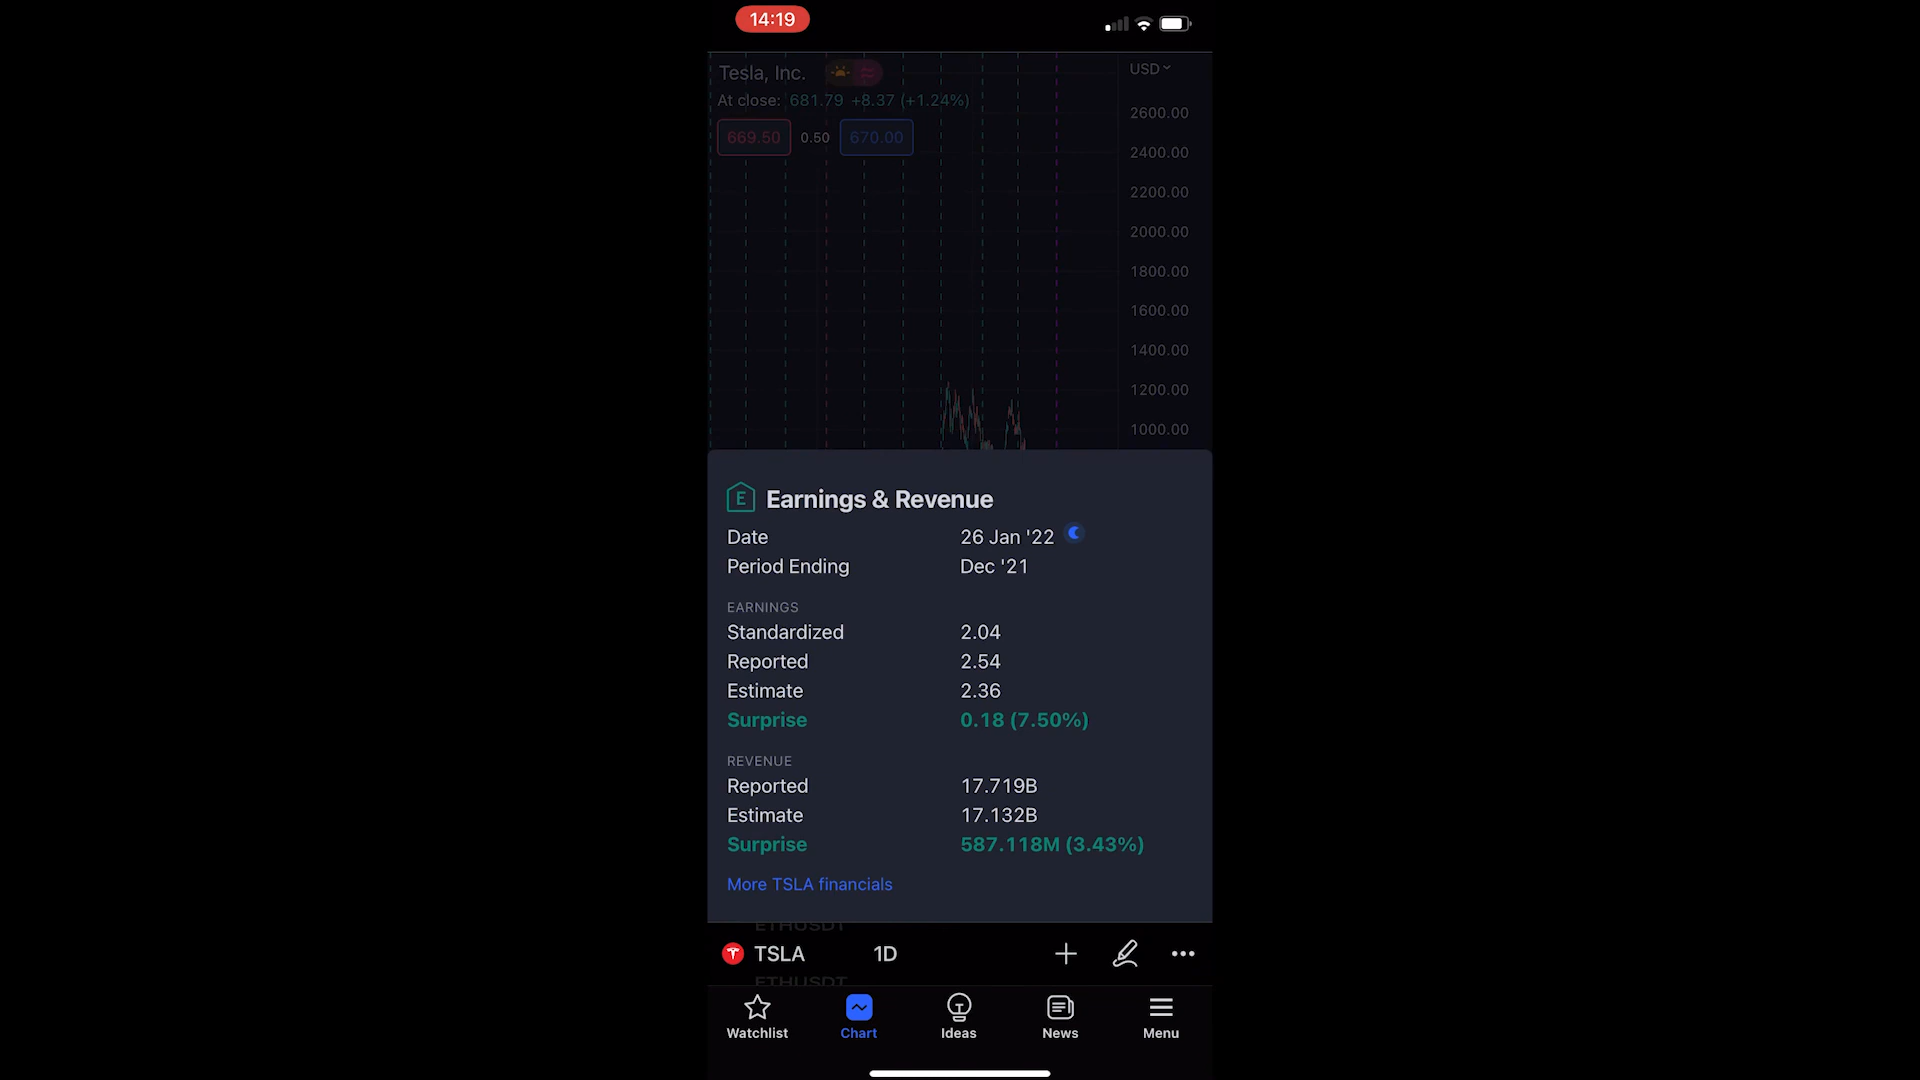 14:19
Tesla, Inc.
USD
At close: 681.79 +8.37 (+1.24%)
669.50 0.50 670.00
2600.00
2400.00
2200.00
2000.00
1800.00
1600.00
1400.00
1200.00
1000.00
E Earnings & Revenue
Date 26 Jan '22
Period Ending Dec '21
EARNINGS
Standardized 2.04
Reported 2.54
Estimate 2.36
Surprise 0.18 (7.50%)
REVENUE
Reported 17.719B
Estimate 17.132B
Surprise 587.118M (3.43%)
More TSLA financials
ETHUSDT
TSLA 1D
ETHUSDT
Watchlist Chart Ideas News Menu